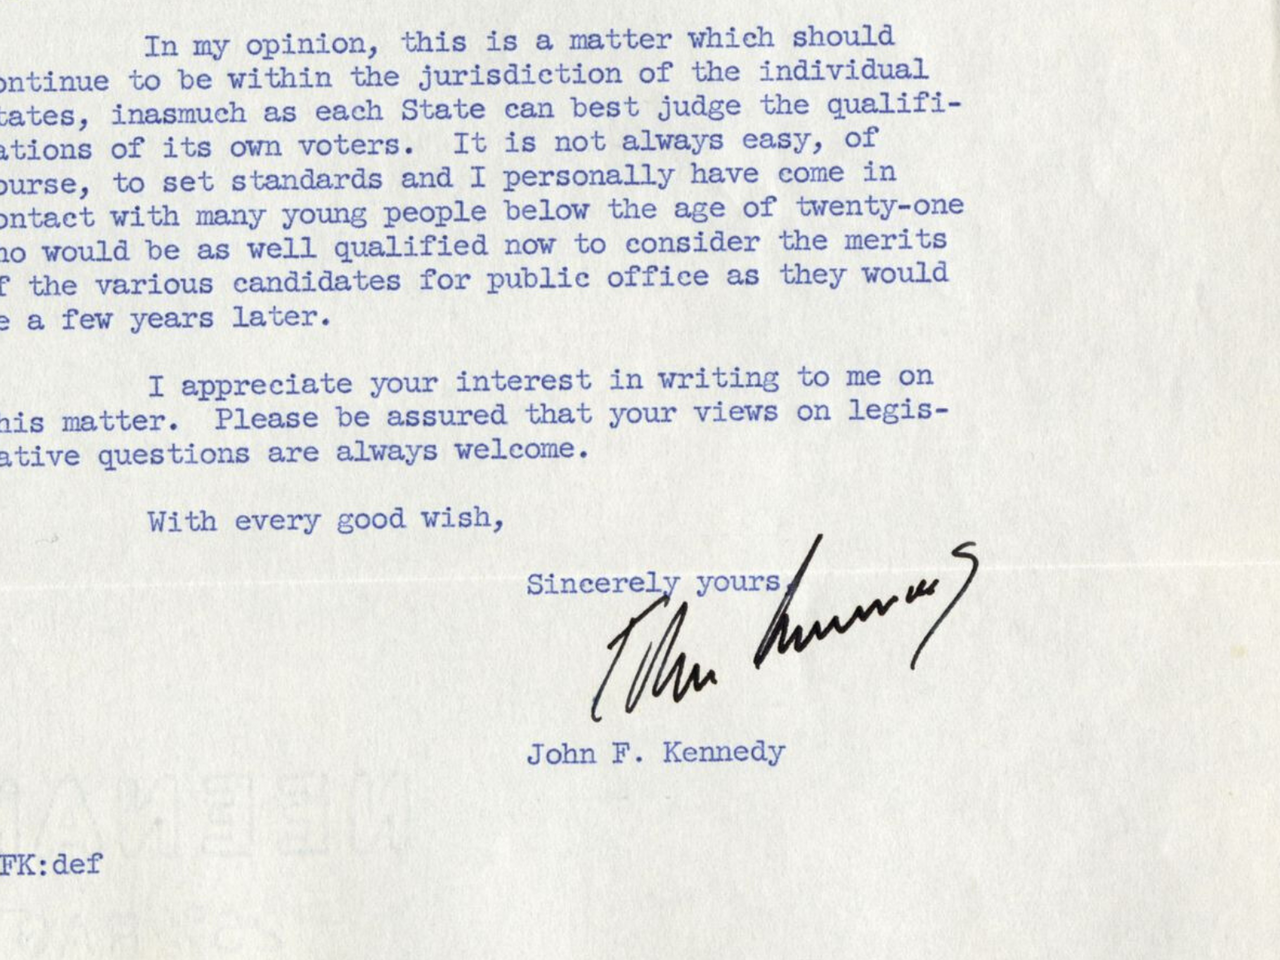 In my opinion, this is a matter which should
ontinue to be within the jurisdiction of the individual
tates, inasmuch as each State can best judge the qualifi-
ations of its own voters. It is not always easy, of
ourse, to set standards and I personally have come in
ontact with many young people below the age of twenty-one
ho would be as well qualified now to consider the merits
f the various candidates for public office as they would
e a few years later.
I appreciate your interest in writing to me on
his matter. Please be assured that your views on legis-
ative questions are always welcome.
With every good wish,
Sincerely yours,
John Kennedy
John F. Kennedy
FK:def